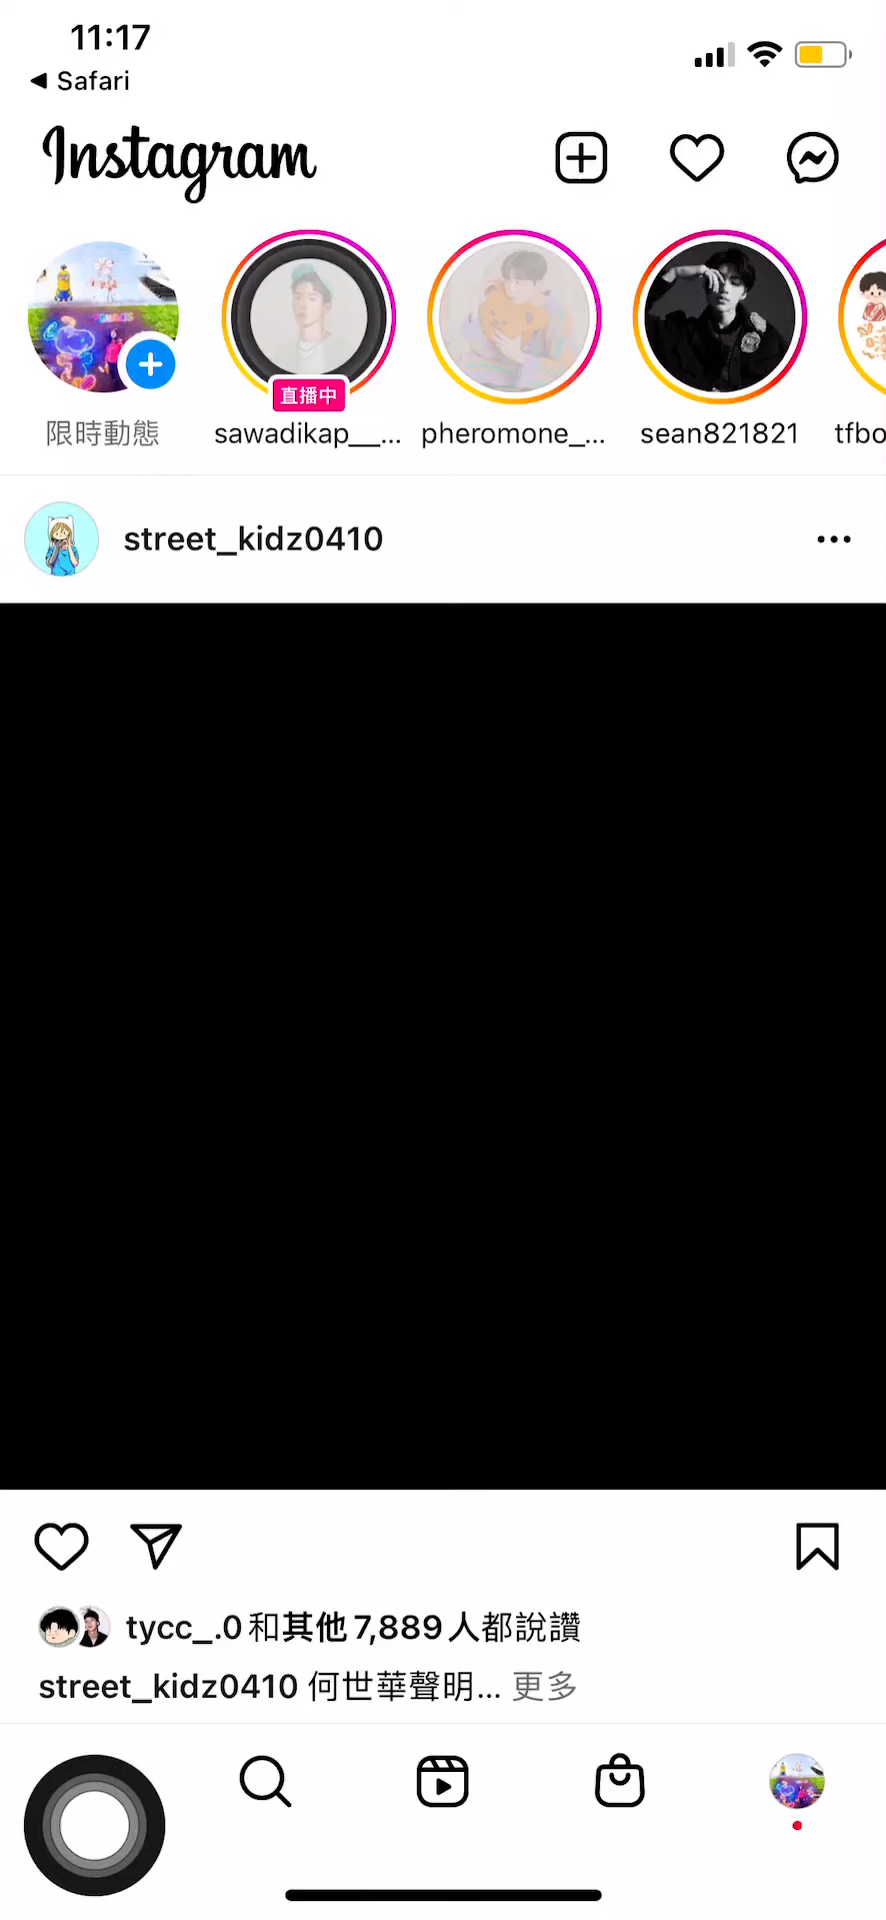 11:17
◀ Safari
Instagram
直播中
限時動態
sawadikap__...
pheromone_...
sean821821
tfbo
street_kidz0410
tycc_.0 和其他 7,889 人都說讚
street_kidz0410 何世華聲明... 更多